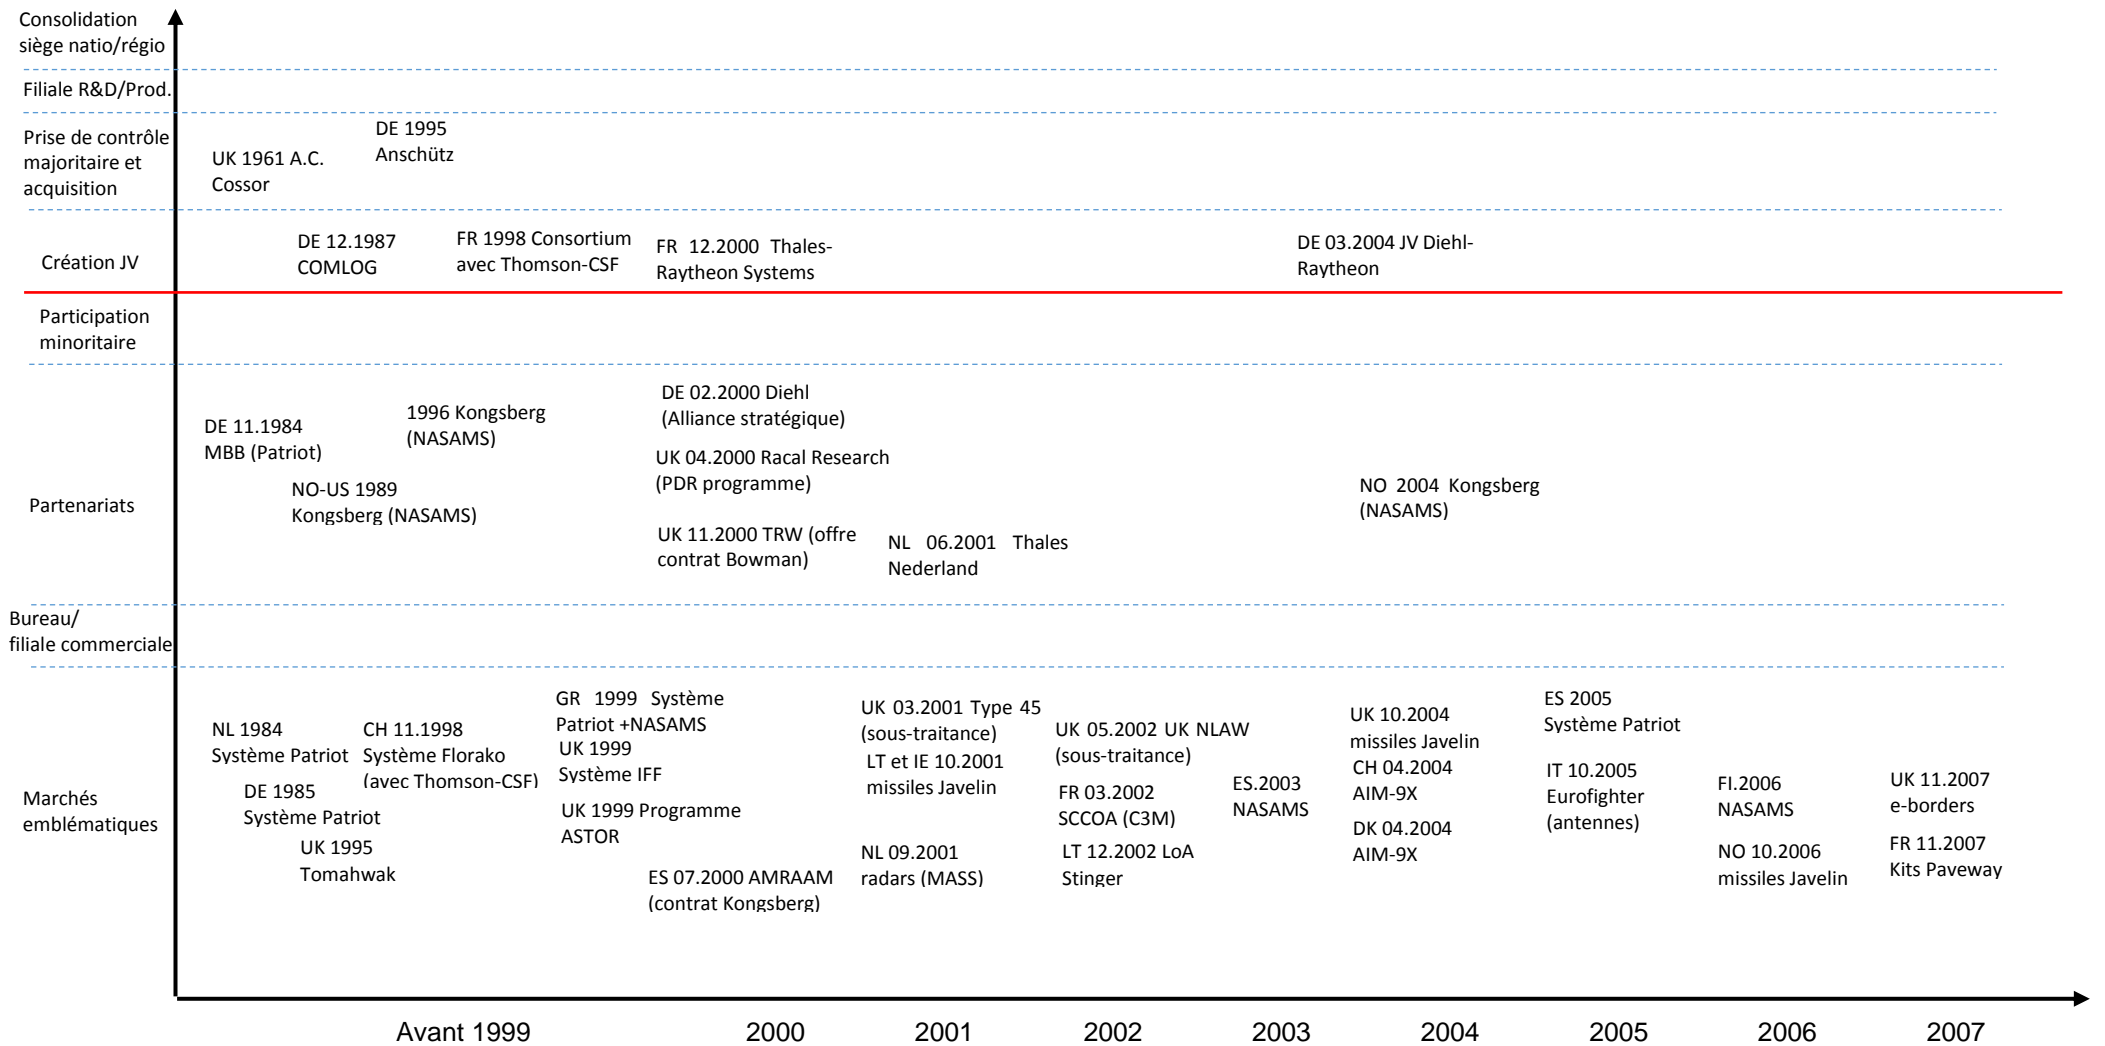 Consolidation
siège natio/régio
Filiale R&D/Prod.
Prise de contrôle
majoritaire et
acquisition
UK 1961 A.C.
Cossor
DE 1995
Anschütz
Création JV
DE 12.1987
COMLOG
FR 1998 Consortium
avec Thomson-CSF
FR 12.2000 Thales-
Raytheon Systems
DE 03.2004 JV Diehl-
Raytheon
Participation
minoritaire
Partenariats
DE 11.1984
MBB (Patriot)
NO-US 1989
Kongsberg (NASAMS)
1996 Kongsberg
(NASAMS)
DE 02.2000 Diehl
(Alliance stratégique)
UK 04.2000 Racal Research
(PDR programme)
UK 11.2000 TRW (offre
contrat Bowman)
NL 06.2001 Thales
Nederland
NO 2004 Kongsberg
(NASAMS)
Bureau/
filiale commerciale
Marchés
emblématiques
NL 1984
Système Patriot
DE 1985
Système Patriot
UK 1995
Tomahwak
CH 11.1998
Système Florako
(avec Thomson-CSF)
GR 1999 Système
Patriot +NASAMS
UK 1999
Système IFF
UK 1999 Programme
ASTOR
ES 07.2000 AMRAAM
(contrat Kongsberg)
UK 03.2001 Type 45
(sous-traitance)
LT et IE 10.2001
missiles Javelin
NL 09.2001
radars (MASS)
UK 05.2002 UK NLAW
(sous-traitance)
FR 03.2002
SCCOA (C3M)
LT 12.2002 LoA
Stinger
ES.2003
NASAMS
UK 10.2004
missiles Javelin
CH 04.2004
AIM-9X
DK 04.2004
AIM-9X
ES 2005
Système Patriot
IT 10.2005
Eurofighter
(antennes)
FI.2006
NASAMS
NO 10.2006
missiles Javelin
UK 11.2007
e-borders
FR 11.2007
Kits Paveway
Avant 1999
2000
2001
2002
2003
2004
2005
2006
2007